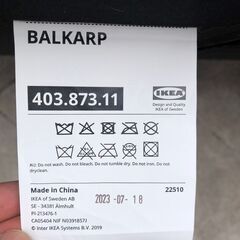 BALKARP
403.873.11
IKEA
Design and Quality
IKEA of Sweden
AU: Do not wash. Do not bleach. Do not tumble dry. Do not iron. Do not
dryclean.
Made in China
22510
IKEA of Sweden AB
SE - 34381 Älmhult
PI-213476-1
CA05404 NIF N0391857J
© Inter IKEA Systems B.V. 2019
2023 -07- 18